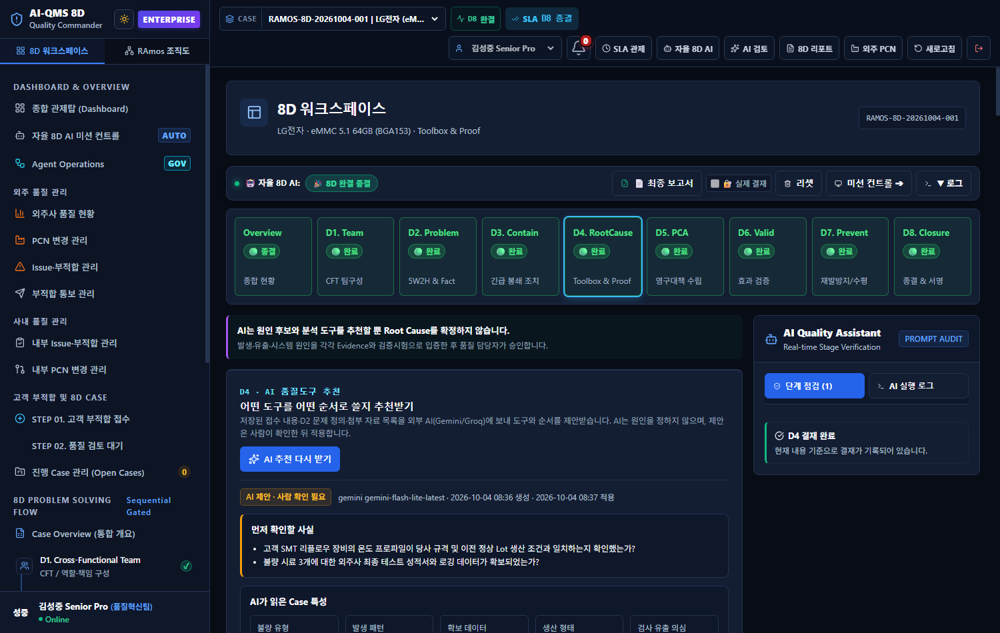 AI-QMS 8D
Quality Commander
ENTERPRISE
8D 워크스페이스
RAmos 조직도
DASHBOARD & OVERVIEW
종합 관제탑 (Dashboard)
자율 8D AI 미션 컨트롤
AUTO
Agent Operations
GOV
외주 품질 관리
외주사 품질 현황
PCN 변경 관리
Issue·부적합 관리
부적합 통보 관리
사내 품질 관리
내부 Issue·부적합 관리
내부 PCN 변경 관리
고객 부적합 및 8D CASE
STEP 01. 고객 부적합 접수
STEP 02. 품질 검토 대기
진행 Case 관리 (Open Cases)
0
8D PROBLEM SOLVING FLOW
Sequential Gated
Case Overview (통합 개요)
D1. Cross-Functional Team
CFT / 역할·책임 구성
성중
김성중 Senior Pro (품질혁신팀)
Online
CASE
RAMOS-8D-20261004-001 | LG전자 (eM...
D8 완결
SLA D8 종결
김성중 Senior Pro
0
SLA 관제
자율 8D AI
AI 검토
8D 리포트
외주 PCN
새로고침
8D 워크스페이스
LG전자 · eMMC 5.1 64GB (BGA153) · Toolbox & Proof
RAMOS-8D-20261004-001
자율 8D AI:
8D 완결 종결
최종 보고서
실제 결재
리셋
미션 컨트롤 ➔
▼ 로그
Overview
종결
종합 현황
D1. Team
완료
CFT 팀구성
D2. Problem
완료
5W2H & Fact
D3. Contain
완료
긴급 봉쇄 조치
D4. RootCause
완료
Toolbox & Proof
D5. PCA
완료
영구대책 수립
D6. Valid
완료
효과 검증
D7. Prevent
완료
재발방지/수평
D8. Closure
완료
종결 & 서명
AI는 원인 후보와 분석 도구를 추천할 뿐 Root Cause를 확정하지 않습니다.
발생·유출·시스템 원인을 각각 Evidence와 검증시험으로 입증한 후 품질 담당자가 승인합니다.
D4 · AI 품질도구 추천
어떤 도구를 어떤 순서로 쓸지 추천받기
저장된 접수 내용·D2 문제 정의·첨부 자료 목록을 외부 AI(Gemini/Groq)에 보내 도구와 순서를 제안받습니다. AI는 원인을 정하지 않으며, 제안
은 사람이 확인한 뒤 적용합니다.
AI 추천 다시 받기
AI 제안 · 사람 확인 필요
gemini gemini-flash-lite-latest · 2026-10-04 08:36 생성 · 2026-10-04 08:37 적용
먼저 확인할 사실
• 고객 SMT 리플로우 장비의 온도 프로파일이 당사 규격 및 이전 정상 Lot 생산 조건과 일치하는지 확인했는가?
• 불량 시료 3개에 대한 외주사 최종 테스트 성적서와 로깅 데이터가 확보되었는가?
AI가 읽은 Case 특성
불량 유형
발생 패턴
확보 데이터
생산 형태
검사 유출 의심
AI Quality Assistant
Real-time Stage Verification
PROMPT AUDIT
단계 점검 (1)
AI 실행 로그
D4 결재 완료
현재 내용 기준으로 결재가 기록되어 있습니다.